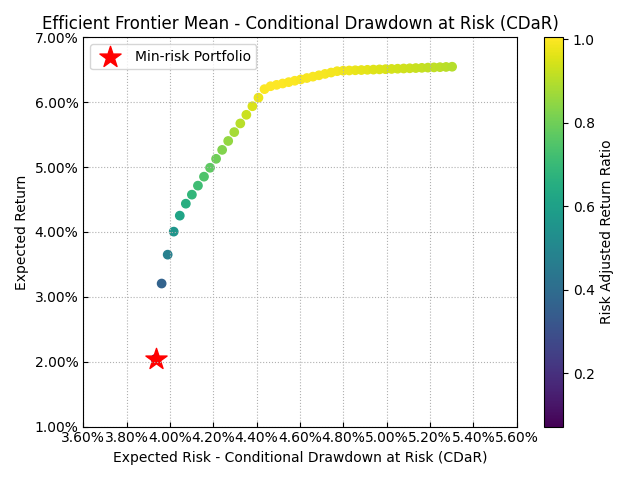 Efficient Frontier Mean - Conditional Drawdown at Risk (CDaR)
Min-risk Portfolio
7.00%
6.00%
5.00%
4.00%
3.00%
2.00%
1.00%
Expected Return
3.60% 3.80% 4.00% 4.20% 4.40% 4.60% 4.80% 5.00% 5.20% 5.40% 5.60%
Expected Risk - Conditional Drawdown at Risk (CDaR)
1.0
0.8
0.6
0.4
0.2
Risk Adjusted Return Ratio